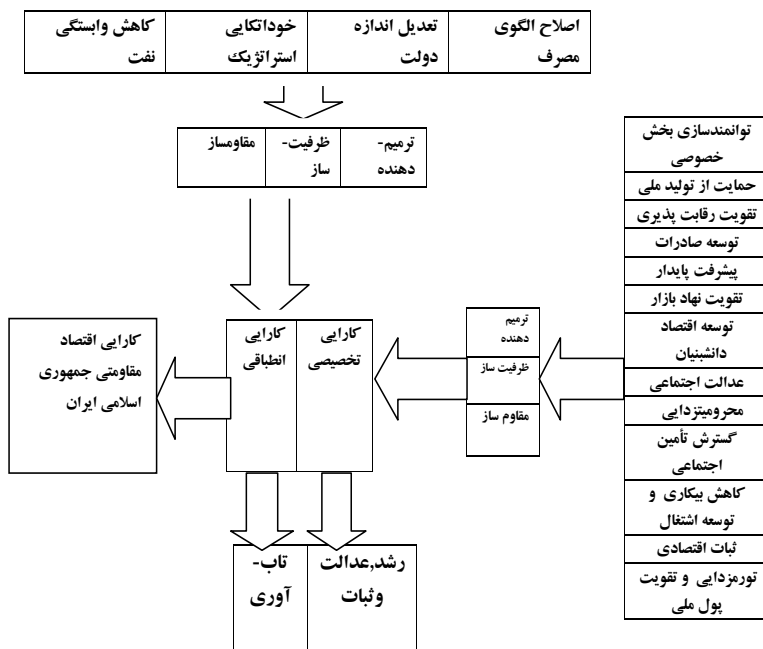 اصلاح الگوی
مصرف
تعدیل اندازه
دولت
خوداتکایی
استراتژیک
کاهش وابستگی
نفت
ترمیم-
دهنده
ظرفیت-
ساز
مقاومساز
توانمندسازی بخش
خصوصی
حمایت از تولید ملی
تقویت رقابت پذیری
توسعه صادرات
پیشرفت پایدار
تقویت نهاد بازار
توسعه اقتصاد
دانشبنیان
عدالت اجتماعی
محرومیتزدایی
گسترش تأمین
اجتماعی
کاهش بیکاری و
توسعه اشتغال
ثبات اقتصادی
تورمزدایی و تقویت
پول ملی
ترمیم
دهنده
ظرفیت ساز
مقاوم ساز
کارایی
تخصیصی
کارایی
انطباقی
کارایی اقتصاد
مقاومتی جمهوری
اسلامی ایران
رشد,عدالت
وثبات
تاب-
آوری